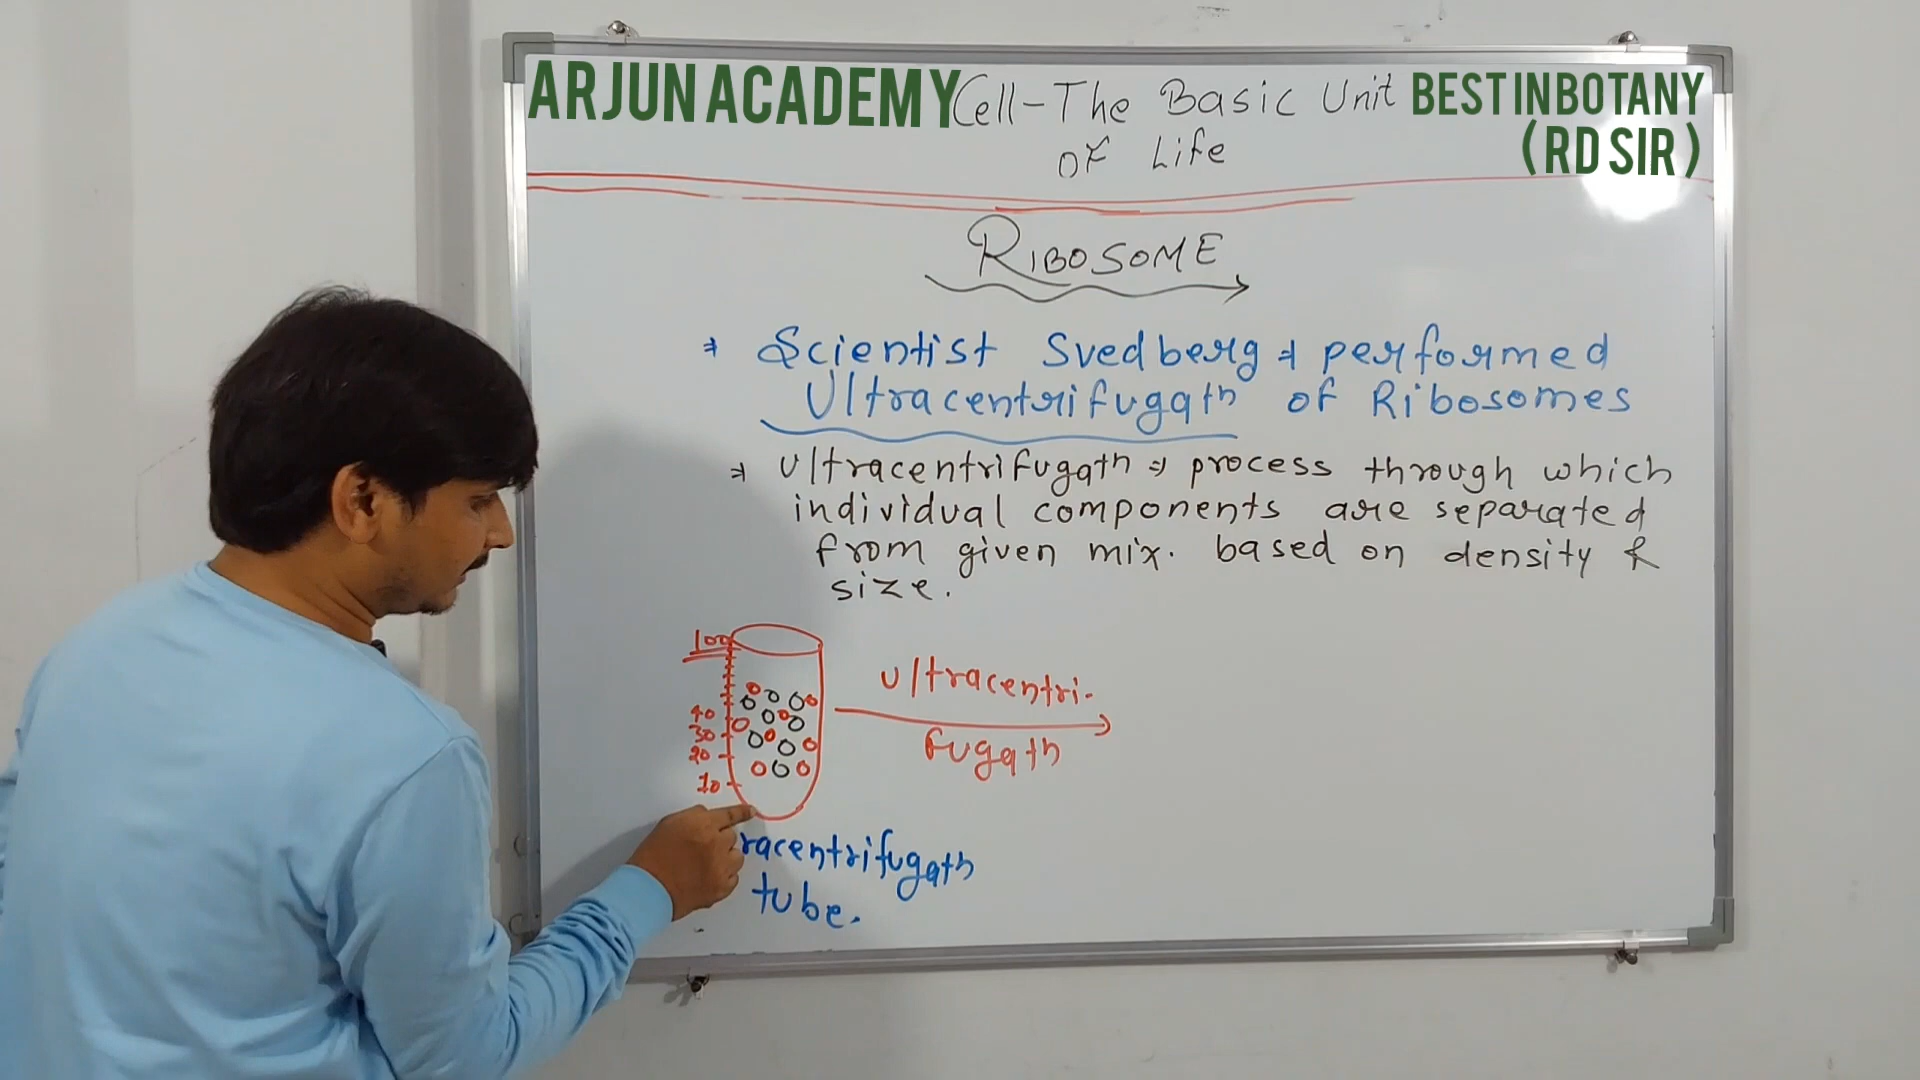 ARJUN ACADEMY
Cell-The Basic Unit
of Life
BEST IN BOTANY
(RD SIR)
RIBOSOME
Scientist Svedberg ⇒ performed
Ultracentrifugatn of Ribosomes
⇒ Ultracentrifugatn ⇒ process through which
individual components are separated
from given mix. based on density &
size.
100
40
30
20
10
Ultracentri-
fugatn
racentrifugatn
tube.